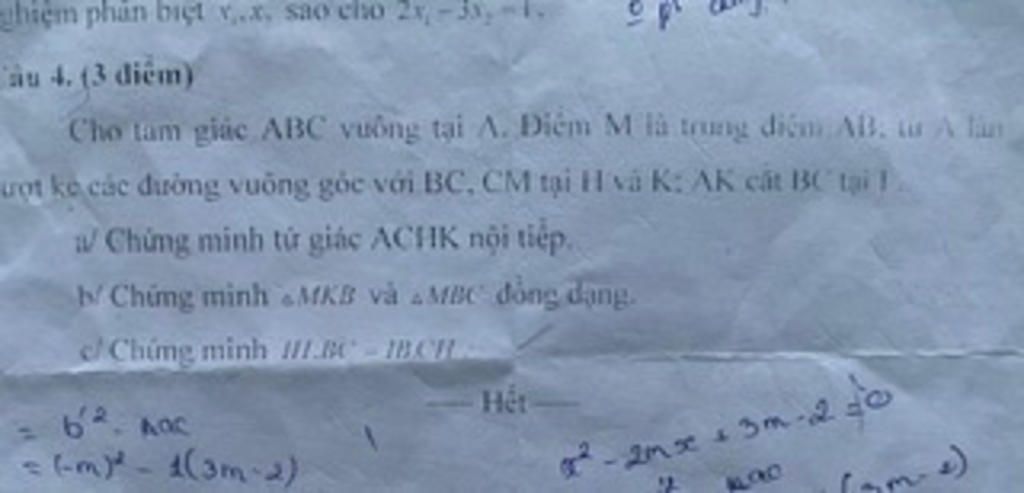 nghiệm phân biệt x₁, x₂ sao cho 2x₁ - 3x₂ = 1.
Câu 4. (3 điểm)
Cho tam giác ABC vuông tại A. Điểm M là trung điểm AB; từ A lần
lượt kẻ các đường vuông góc với BC, CM tại H và K; AK cắt BC tại I.
a/ Chứng minh tứ giác ACHK nội tiếp.
b/ Chứng minh △MKB và △MBC đồng dạng.
c/ Chứng minh IH.BC = IB.CH.
Hết
= b'² - 
x² - 2mx + 3m - 2 = 0
= (-m)² - 1(3m - 2)